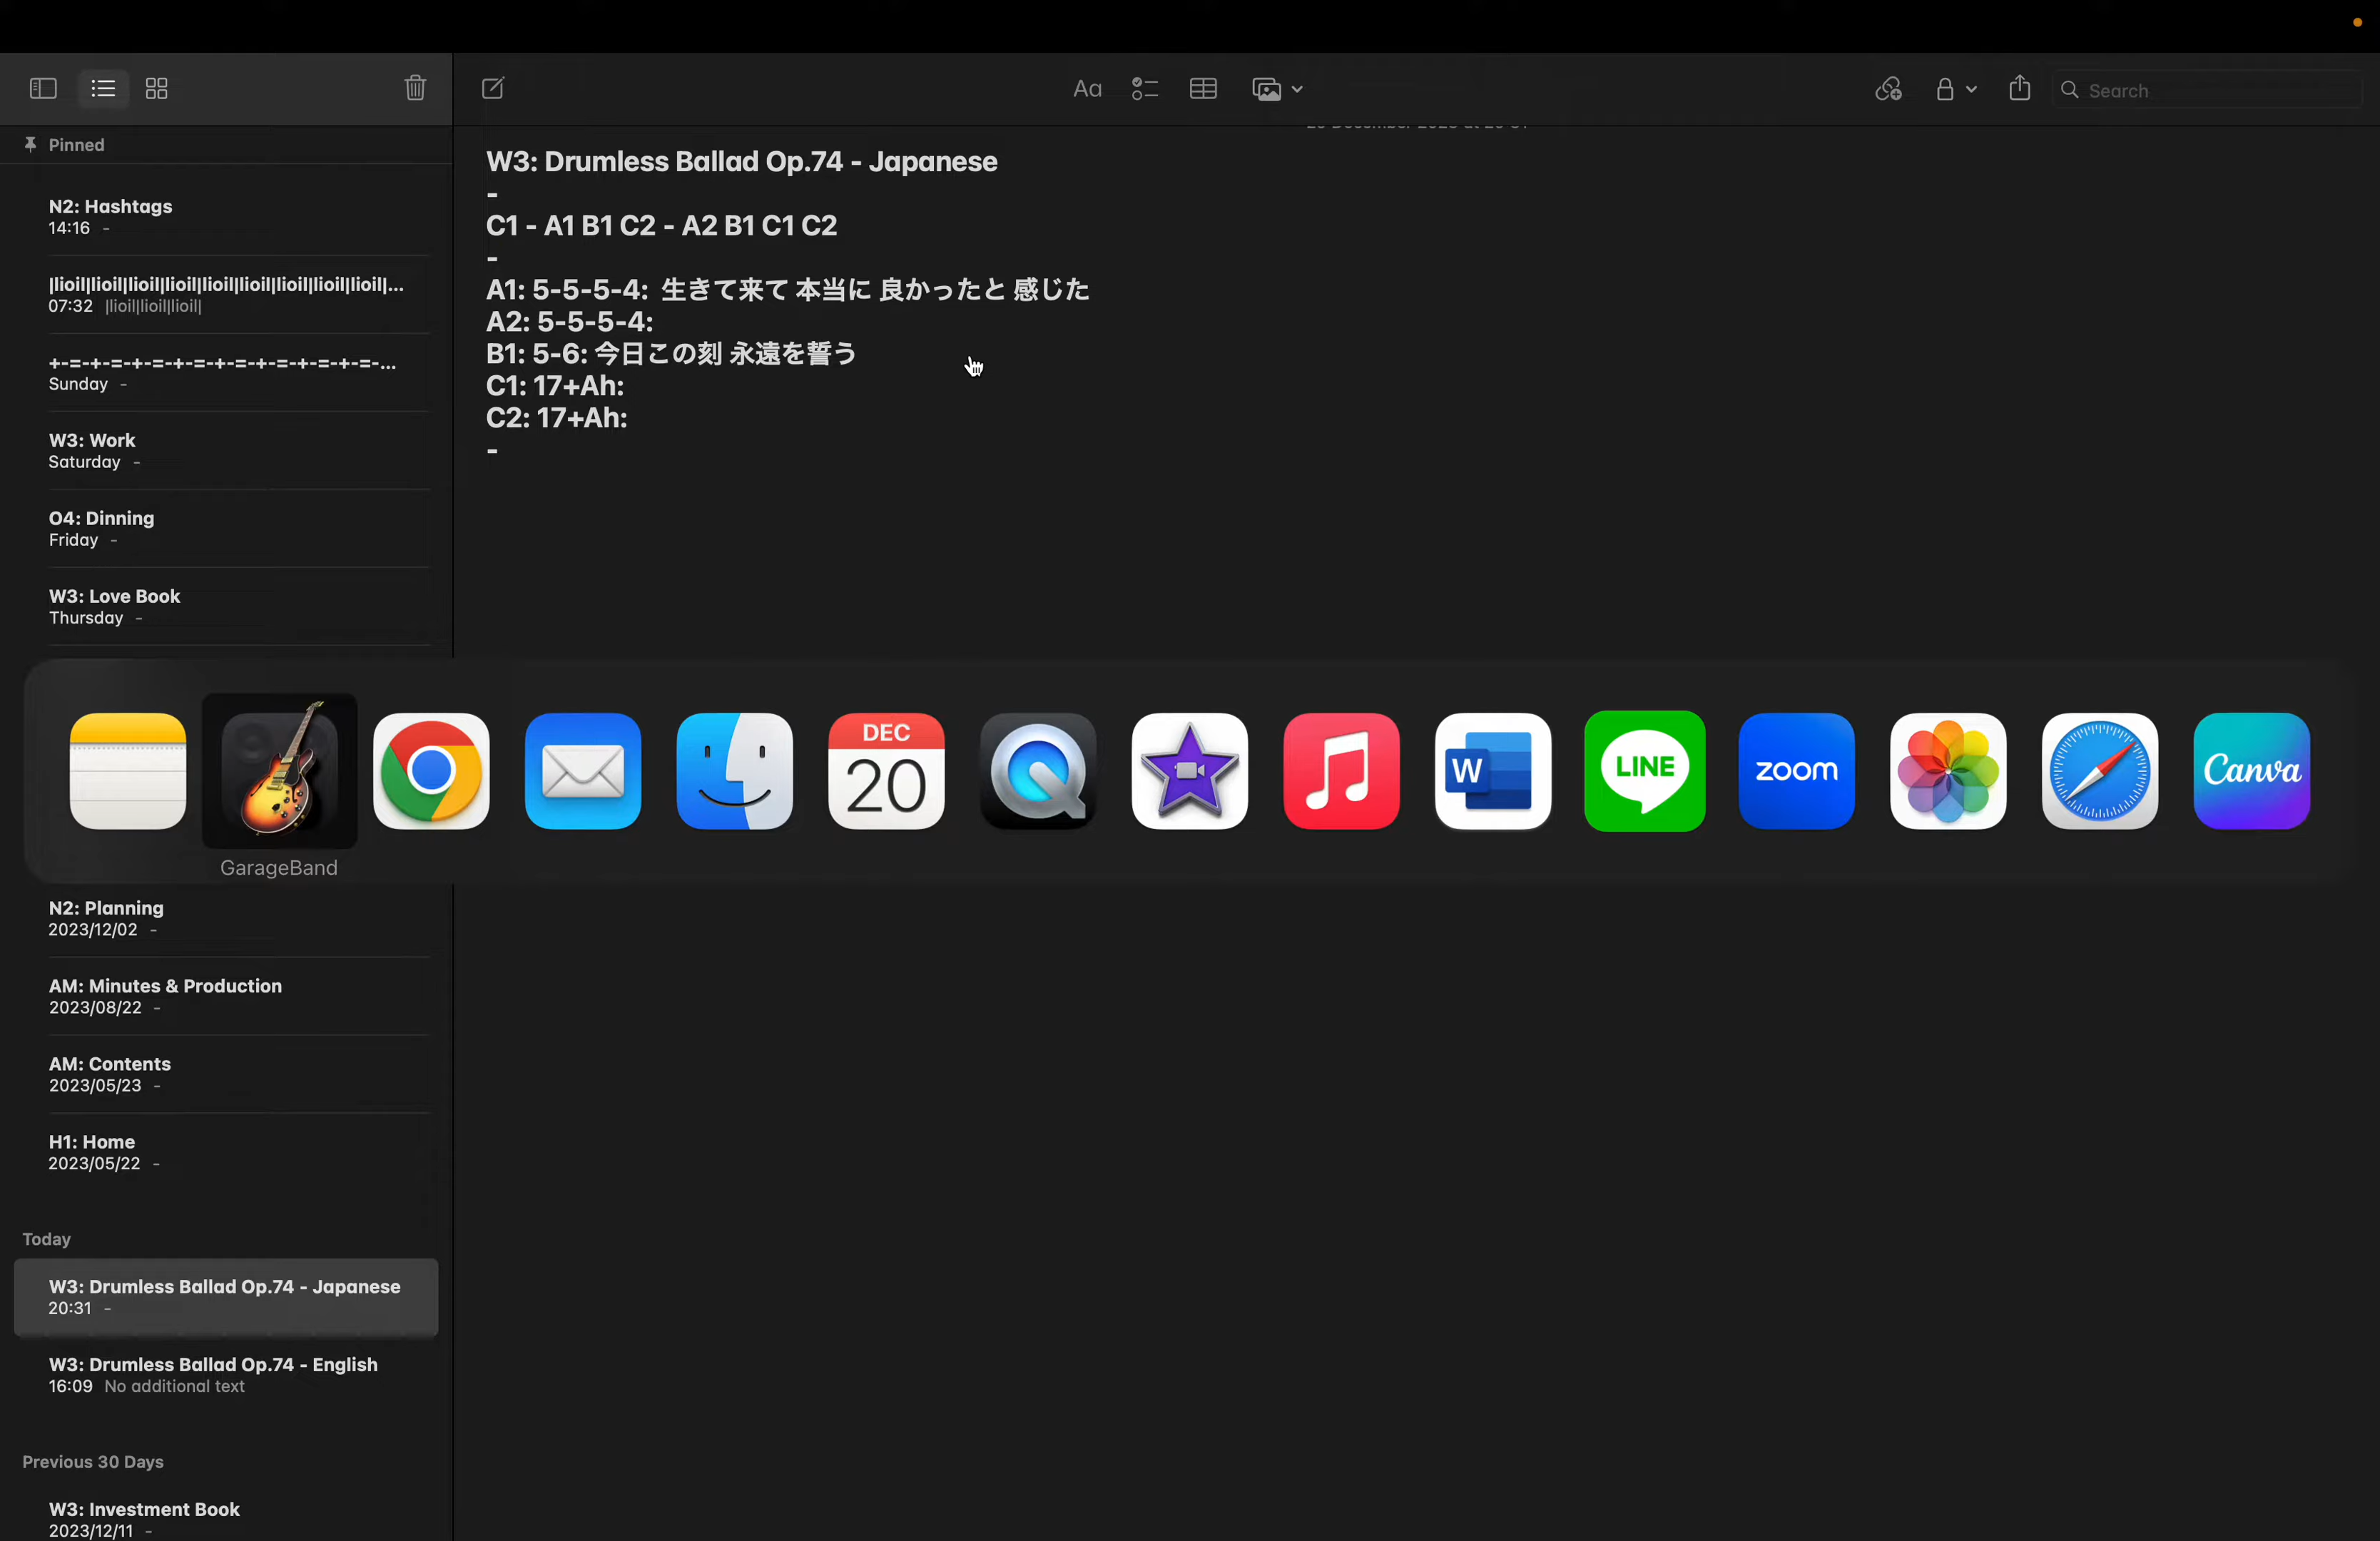 Search
Pinned
N2: Hashtags
14:16 -
|lioil|lioil|lioil|lioil|lioil|lioil|lioil|lioil|lioil|...
07:32 |lioil|lioil|lioil|
+-=-+-=-+-=-+-=-+-=-+-=-+-=-+-=-...
Sunday -
W3: Work
Saturday -
O4: Dinning
Friday -
W3: Love Book
Thursday -
N2: Planning
2023/12/02 -
AM: Minutes & Production
2023/08/22 -
AM: Contents
2023/05/23 -
H1: Home
2023/05/22 -
Today
W3: Drumless Ballad Op.74 - Japanese
20:31 -
W3: Drumless Ballad Op.74 - English
16:09 No additional text
Previous 30 Days
W3: Investment Book
2023/12/11 -
Aa
W3: Drumless Ballad Op.74 - Japanese
-
C1 - A1 B1 C2 - A2 B1 C1 C2
-
A1: 5-5-5-4: 生きて来て 本当に 良かったと 感じた
A2: 5-5-5-4:
B1: 5-6: 今日この刻 永遠を誓う
C1: 17+Ah:
C2: 17+Ah:
-
DEC
20
W
LINE
zoom
Canva
GarageBand